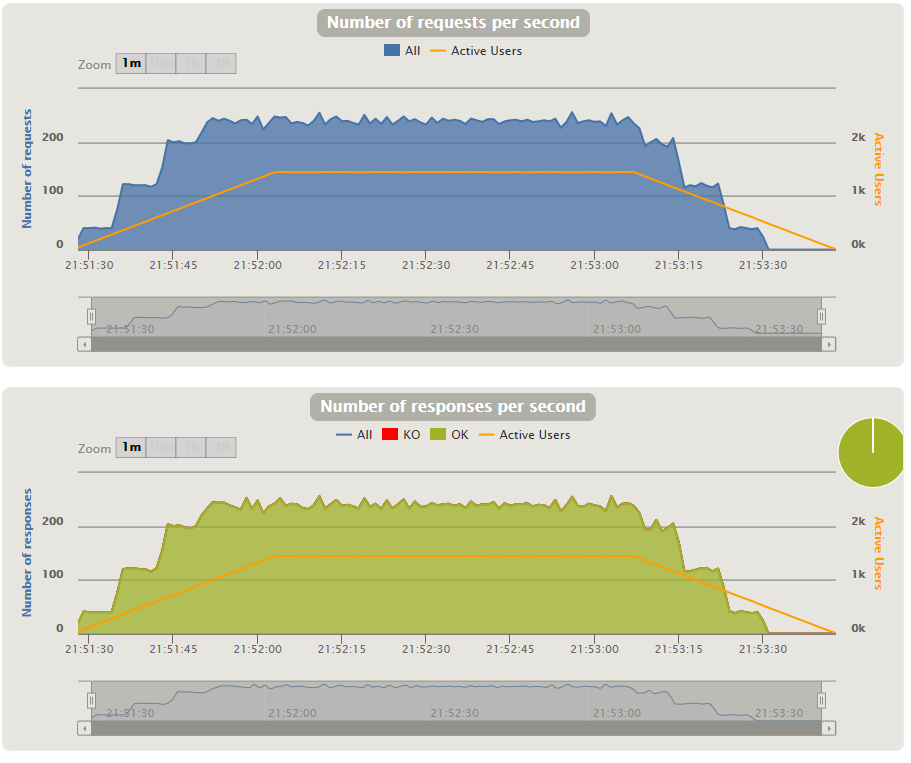 Number of requests per second
All Active Users
Zoom 1m 10m 1h All
Number of requests
200
100
0
2k
1k
0k
Active Users
21:51:30 21:51:45 21:52:00 21:52:15 21:52:30 21:52:45 21:53:00 21:53:15 21:53:30
21:51:30 21:52:00 21:52:30 21:53:00 21:53:30
Number of responses per second
All KO OK Active Users
Zoom 1m 10m 1h All
Number of responses
200
100
0
2k
1k
0k
Active Users
21:51:30 21:51:45 21:52:00 21:52:15 21:52:30 21:52:45 21:53:00 21:53:15 21:53:30
21:51:30 21:52:00 21:52:30 21:53:00 21:53:30